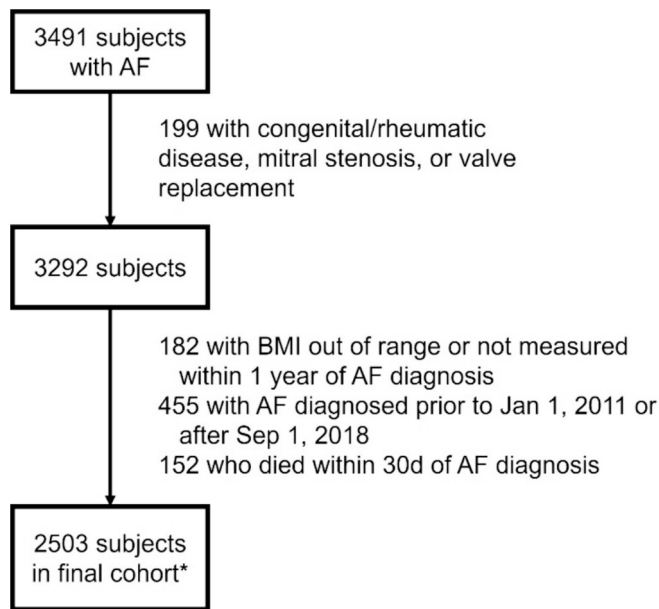 3491 subjects
with AF
199 with congenital/rheumatic
disease, mitral stenosis, or valve
replacement
3292 subjects
182 with BMI out of range or not measured
within 1 year of AF diagnosis
455 with AF diagnosed prior to Jan 1, 2011 or
after Sep 1, 2018
152 who died within 30d of AF diagnosis
2503 subjects
in final cohort*